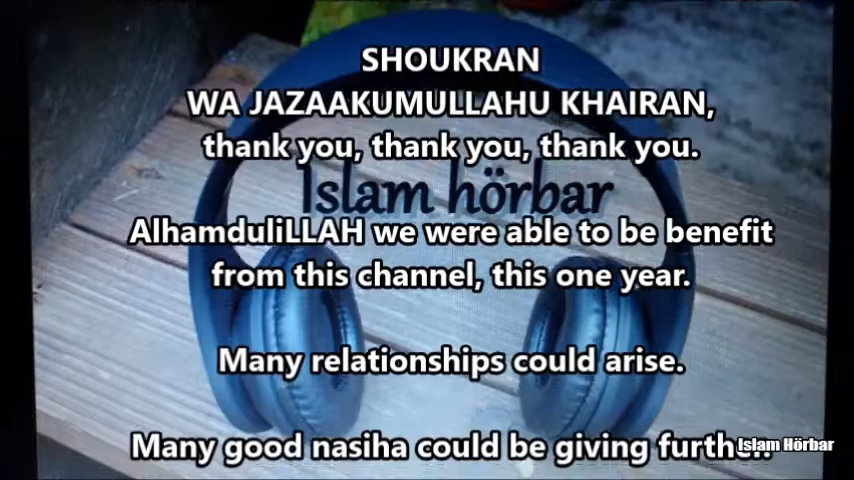 SHOUKRAN
WA JAZAAKUMULLAHU KHAIRAN,
thank you, thank you, thank you.
Islam hörbar
AlhamduliLLAH we were able to be benefit
from this channel, this one year.
Many relationships could arise.
Many good nasiha could be giving further.
Islam Hörbar